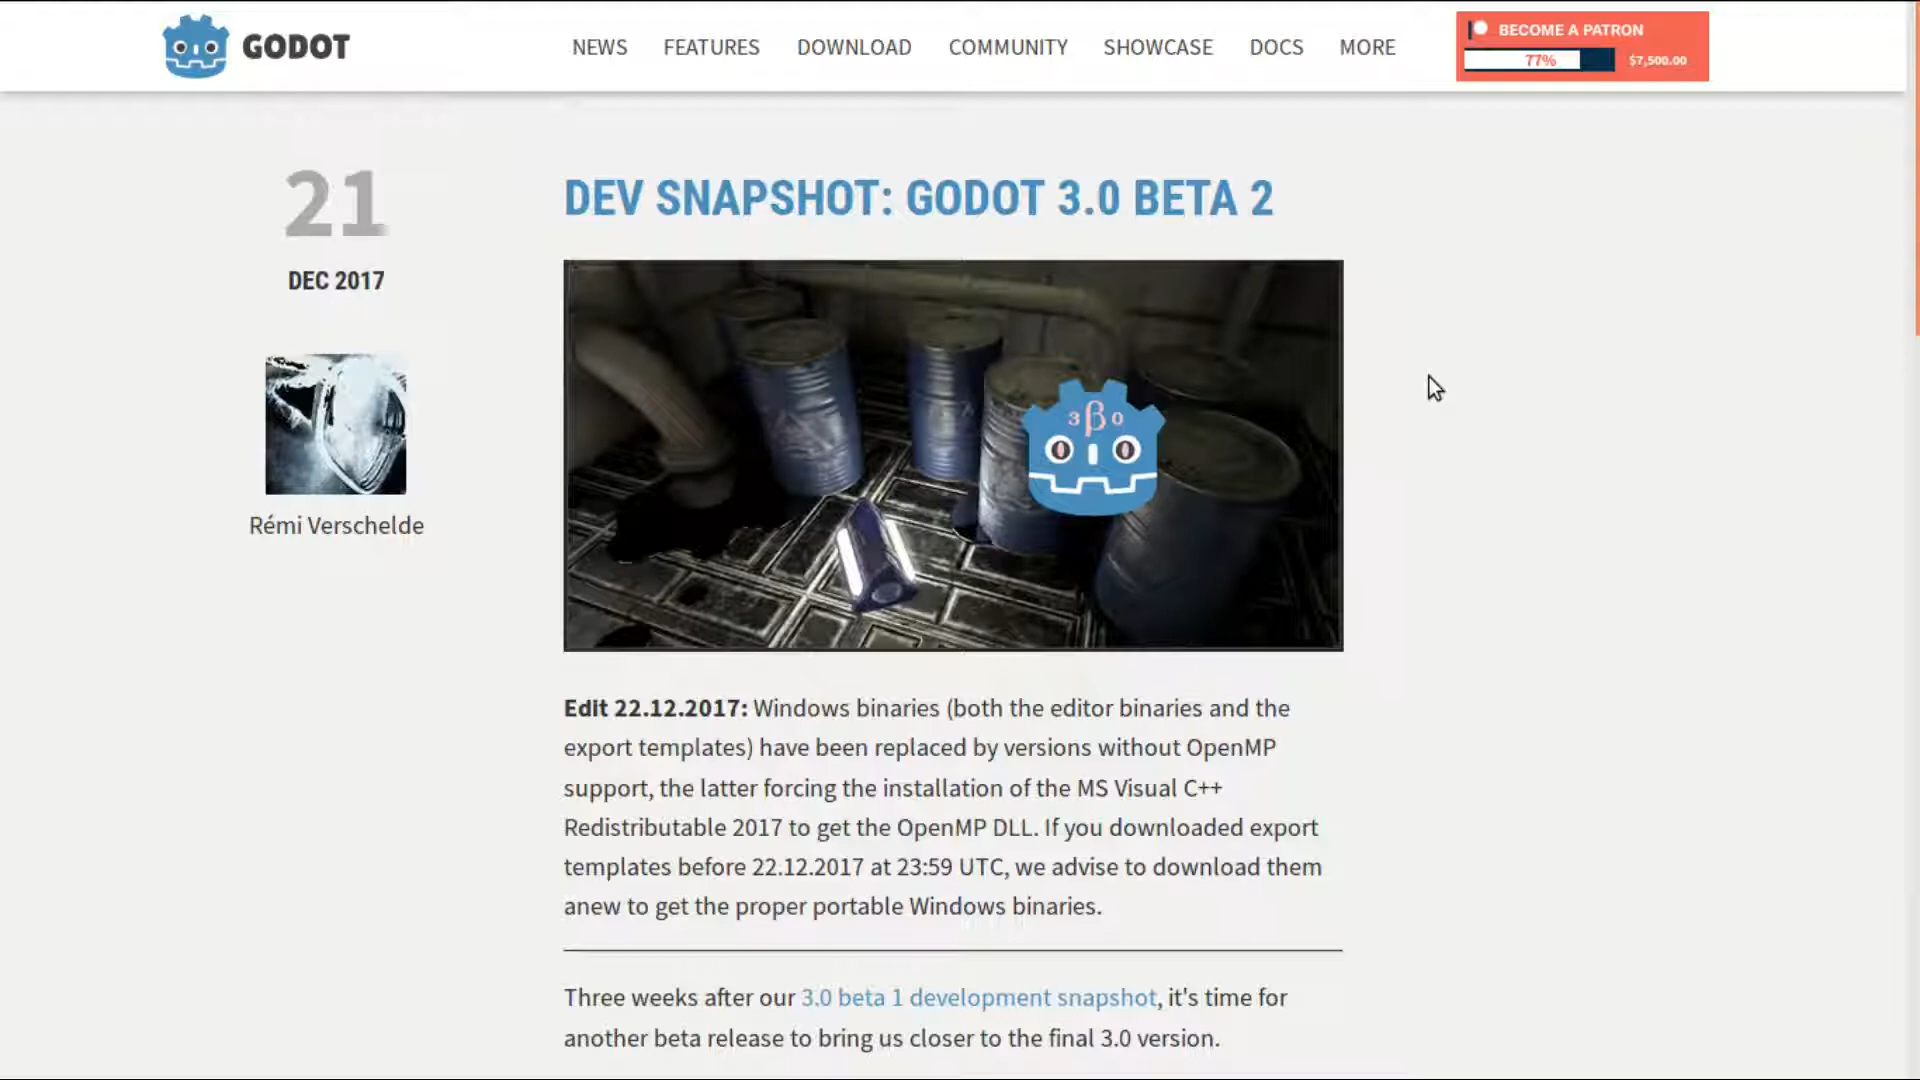 GODOT
NEWS FEATURES DOWNLOAD COMMUNITY SHOWCASE DOCS MORE
BECOME A PATRON
77% $7,500.00
21
DEC 2017
Rémi Verschelde
DEV SNAPSHOT: GODOT 3.0 BETA 2
3 β 0
Edit 22.12.2017: Windows binaries (both the editor binaries and the
export templates) have been replaced by versions without OpenMP
support, the latter forcing the installation of the MS Visual C++
Redistributable 2017 to get the OpenMP DLL. If you downloaded export
templates before 22.12.2017 at 23:59 UTC, we advise to download them
anew to get the proper portable Windows binaries.
Three weeks after our 3.0 beta 1 development snapshot, it's time for
another beta release to bring us closer to the final 3.0 version.